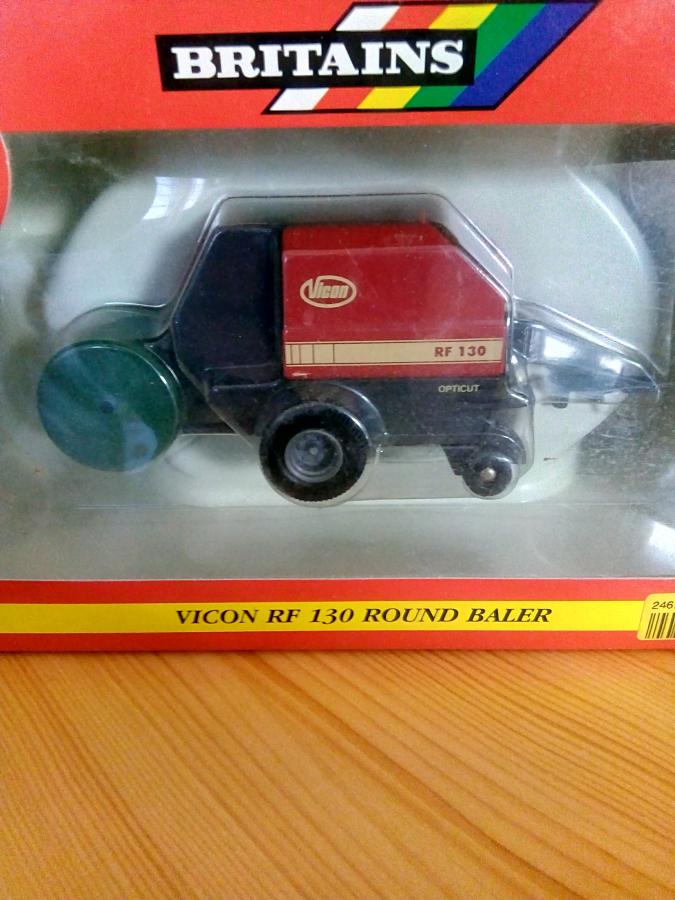 BRITAINS
Vicon
RF 130
OPTICUT
VICON RF 130 ROUND BALER
246